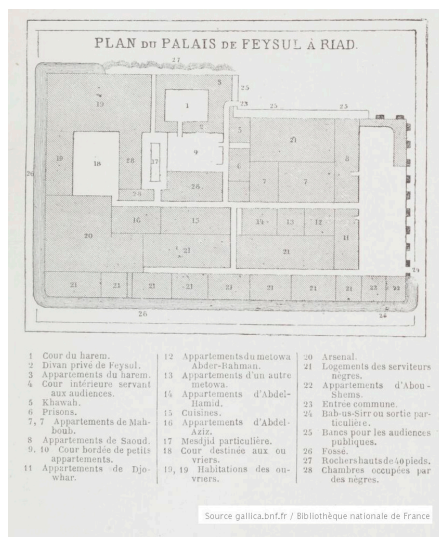 PLAN DU PALAIS DE FEYSUL À RIAD.
1 Cour du harem.
2 Divan privé de Feysul.
3 Appartements du harem.
4 Cour intérieure servant
aux audiences.
5 Khawah.
6 Prisons.
7, 7 Appartements de Mah-
boub.
8 Appartements de Saoud.
9, 10 Cour bordée de petits
appartements.
11 Appartements de Djo-
whar.
12 Appartements du metowa
Abder-Rahman.
13 Appartements d'un autre
metowa.
14 Appartements d'Abdel-
Hamid.
15 Cuisines.
16 Appartements d'Abdel-
Aziz.
17 Mesdjid particulière.
18 Cour destinée aux ou
vriers.
19, 19 Habitations des ou-
vriers.
20 Arsenal.
21 Logements des serviteurs
nègres.
22 Appartements d'Abou-
Shems.
23 Entrée commune.
24 Bab-us-Sirr ou sortie par-
ticulière.
25 Bancs pour les audiences
publiques.
26 Fosse.
27 Rochers hauts de 40 pieds.
28 Chambres occupées par
des nègres.
Source gallica.bnf.fr / Bibliothèque nationale de France